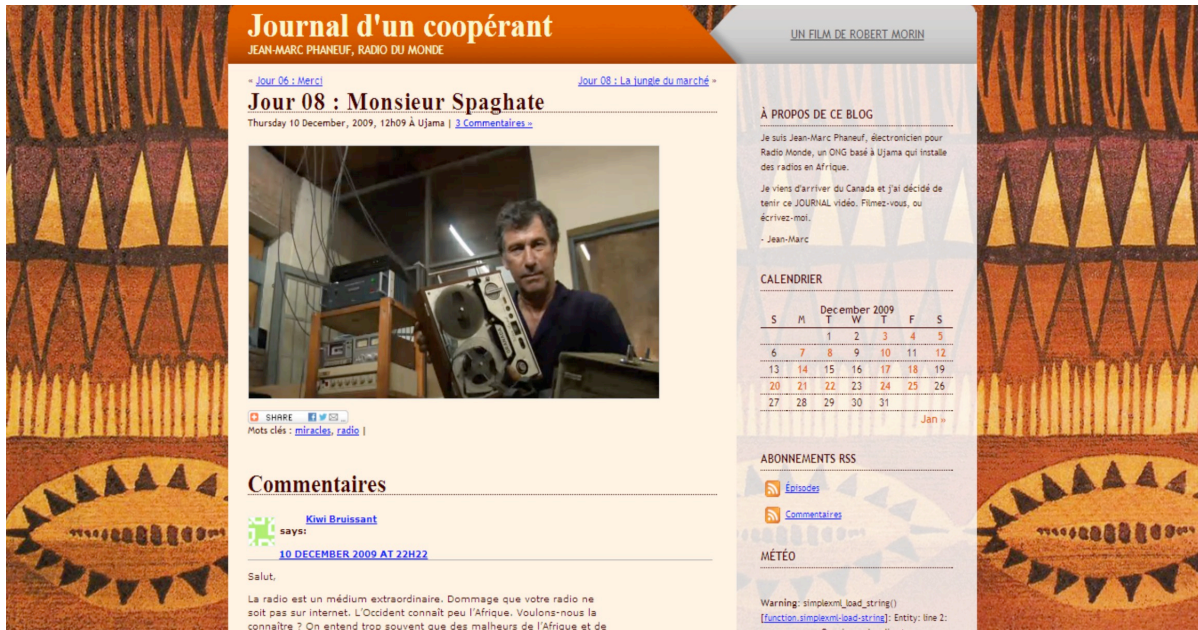 Journal d'un coopérant
JEAN-MARC PHANEUF, RADIO DU MONDE
UN FILM DE ROBERT MORIN
« Jour 06 : Merci
Jour 08 : La jungle du marché »
Jour 08 : Monsieur Spaghate
Thursday 10 December, 2009, 12h09 À Ujama | 3 Commentaires »
SHARE
Mots clés : miracles, radio |
Commentaires
Kiwi Bruissant
says:
10 DECEMBER 2009 AT 22H22
Salut,
La radio est un médium extraordinaire. Dommage que votre radio ne
soit pas sur internet. L'Occident connaît peu l'Afrique. Voulons-nous la
connaître ? On entend trop souvent que des malheurs de l'Afrique et de
À PROPOS DE CE BLOG
Je suis Jean-Marc Phaneuf, électronicien pour
Radio Monde, un ONG basé à Ujama qui installe
des radios en Afrique.
Je viens d'arriver du Canada et j'ai décidé de
tenir ce JOURNAL vidéo. Filmez-vous, ou
écrivez-moi.
- Jean-Marc
CALENDRIER
December 2009
S M T W T F S
1 2 3 4 5
6 7 8 9 10 11 12
13 14 15 16 17 18 19
20 21 22 23 24 25 26
27 28 29 30 31
Jan »
ABONNEMENTS RSS
Épisodes
Commentaires
MÉTÉO
Warning: simplexml_load_string()
[function.simplexml-load-string]: Entity: line 2: